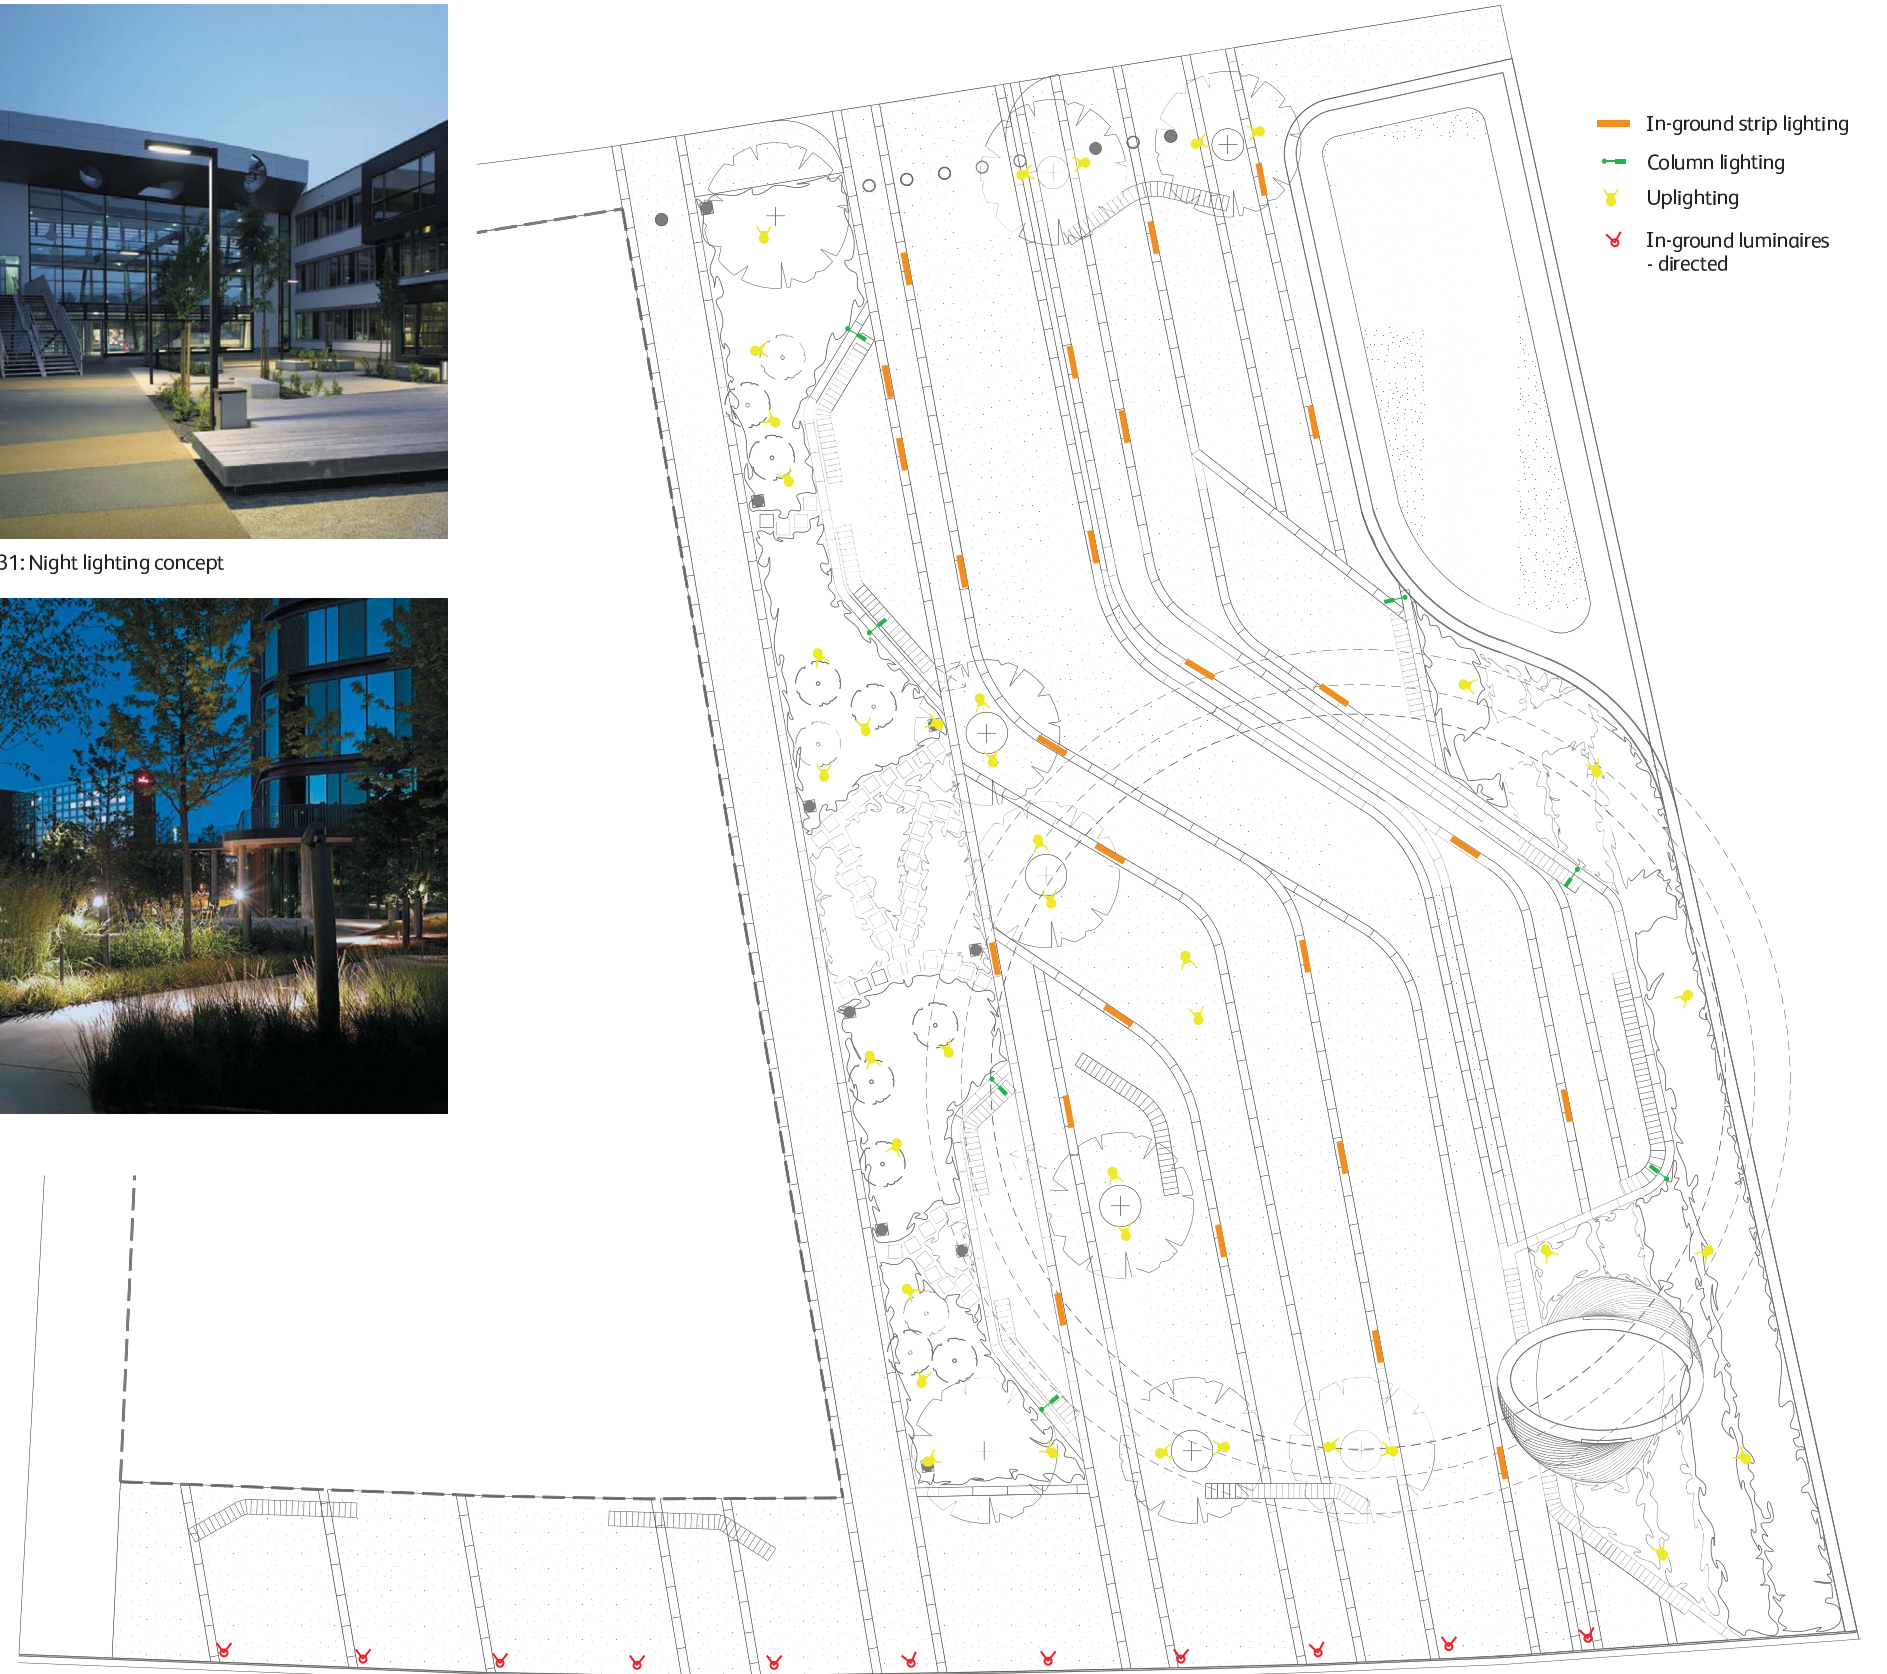 In-ground strip lighting
Column lighting
Uplighting
In-ground luminaires
- directed
31: Night lighting concept